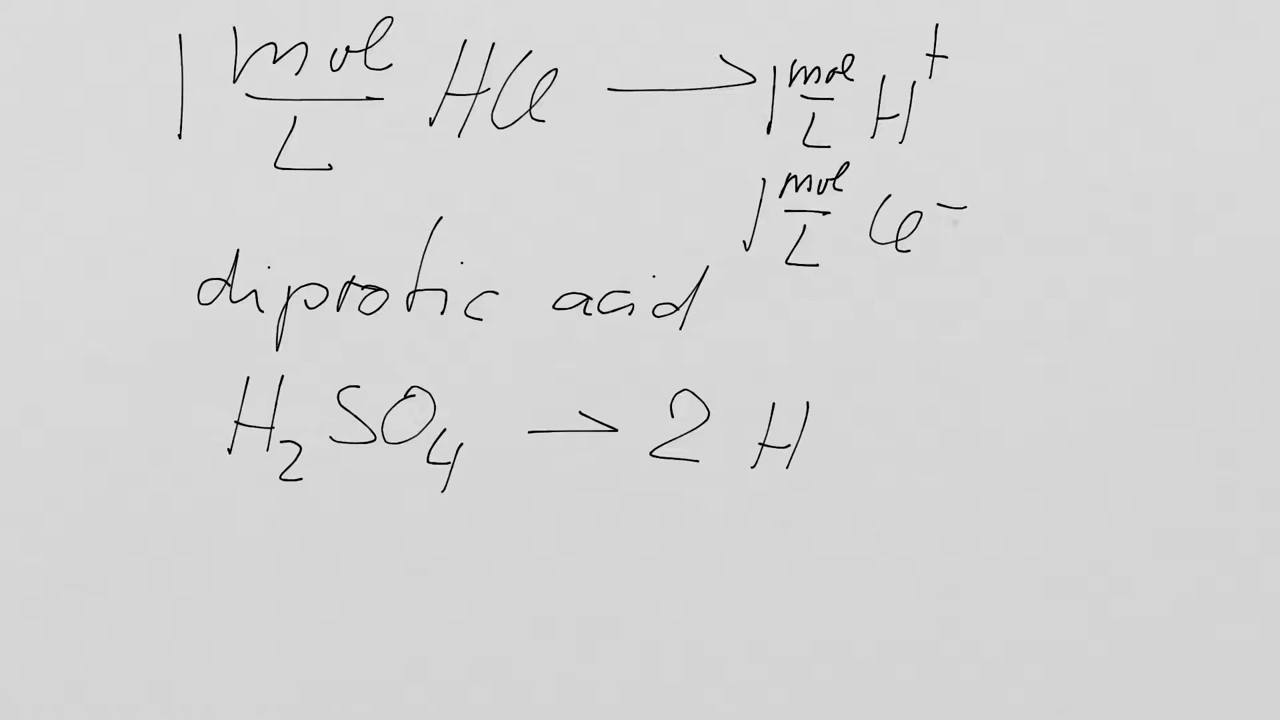 1 mol/L HCl → 1 mol/L H⁺
1 mol/L Cl⁻
diprotic acid
H₂SO₄ → 2 H